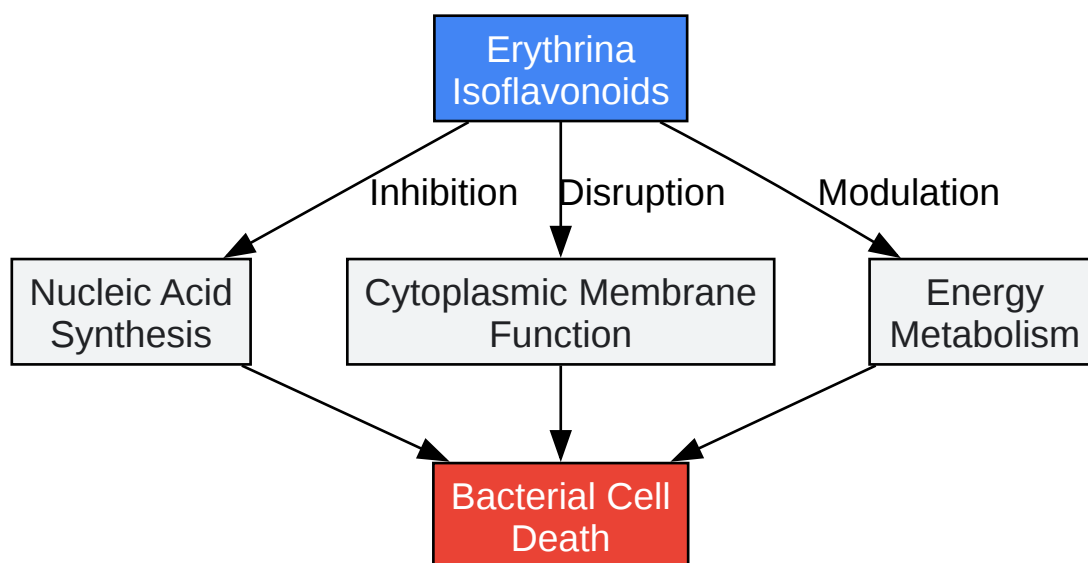 Erythrina
Isoflavonoids
Inhibition
Disruption
Modulation
Nucleic Acid
Synthesis
Cytoplasmic Membrane
Function
Energy
Metabolism
Bacterial Cell
Death